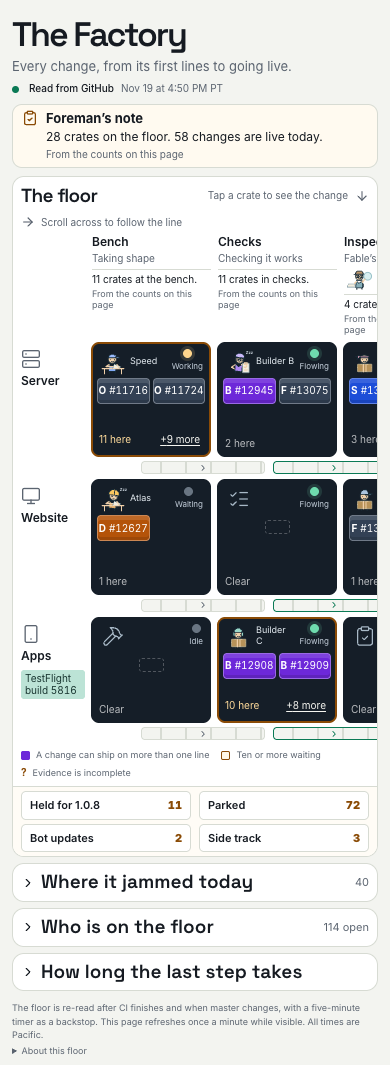 The Factory
Every change, from its first lines to going live.
Read from GitHub Nov 19 at 4:50 PM PT
Foreman's note
28 crates on the floor. 58 changes are live today.
From the counts on this page
The floor
Tap a crate to see the change ↓
→ Scroll across to follow the line
Bench
Taking shape
11 crates at the bench.
From the counts on this
page
Checks
Checking it works
11 crates in checks.
From the counts on this
page
Fable's
4 crate
page
Server
Speed
Working
O #11716
O #11724
11 here
+9 more
Builder B
Flowing
B #12945
F #13075
2 here
3 here
Website
Atlas
Waiting
D #12627
1 here
Flowing
Clear
F #13
1 here
Apps
TestFlight
build 5816
Idle
Clear
Builder
C
Flowing
B #12908
B #12909
10 here
+8 more
Clear
A change can ship on more than one line
Ten or more waiting
? Evidence is incomplete
Held for 1.0.8 11
Parked 72
Bot updates 2
Side track 3
Where it jammed today 40
Who is on the floor 114 open
How long the last step takes
The floor is re-read after CI finishes and when master changes, with a five-minute
timer as a backstop. This page refreshes once a minute while visible. All times are
Pacific.
About this floor